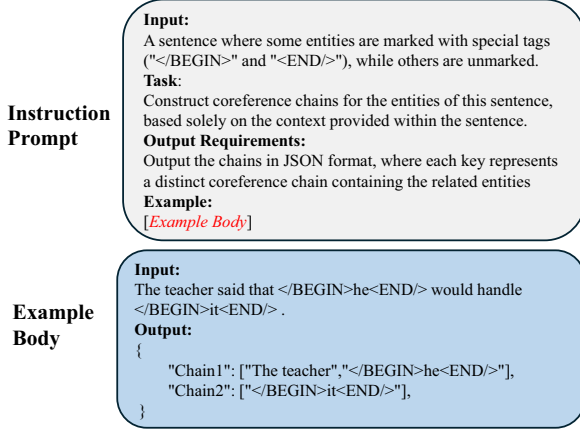 Instruction
Prompt
Input:
A sentence where some entities are marked with special tags
("</BEGIN>" and "<END/>"), while others are unmarked.
Task:
Construct coreference chains for the entities of this sentence,
based solely on the context provided within the sentence.
Output Requirements:
Output the chains in JSON format, where each key represents
a distinct coreference chain containing the related entities
Example:
[Example Body]
Example
Body
Input:
The teacher said that </BEGIN>he<END/> would handle
</BEGIN>it<END/> .
Output:
{
"Chain1": ["The teacher","</BEGIN>he<END/>"],
"Chain2": ["</BEGIN>it<END/>"],
}